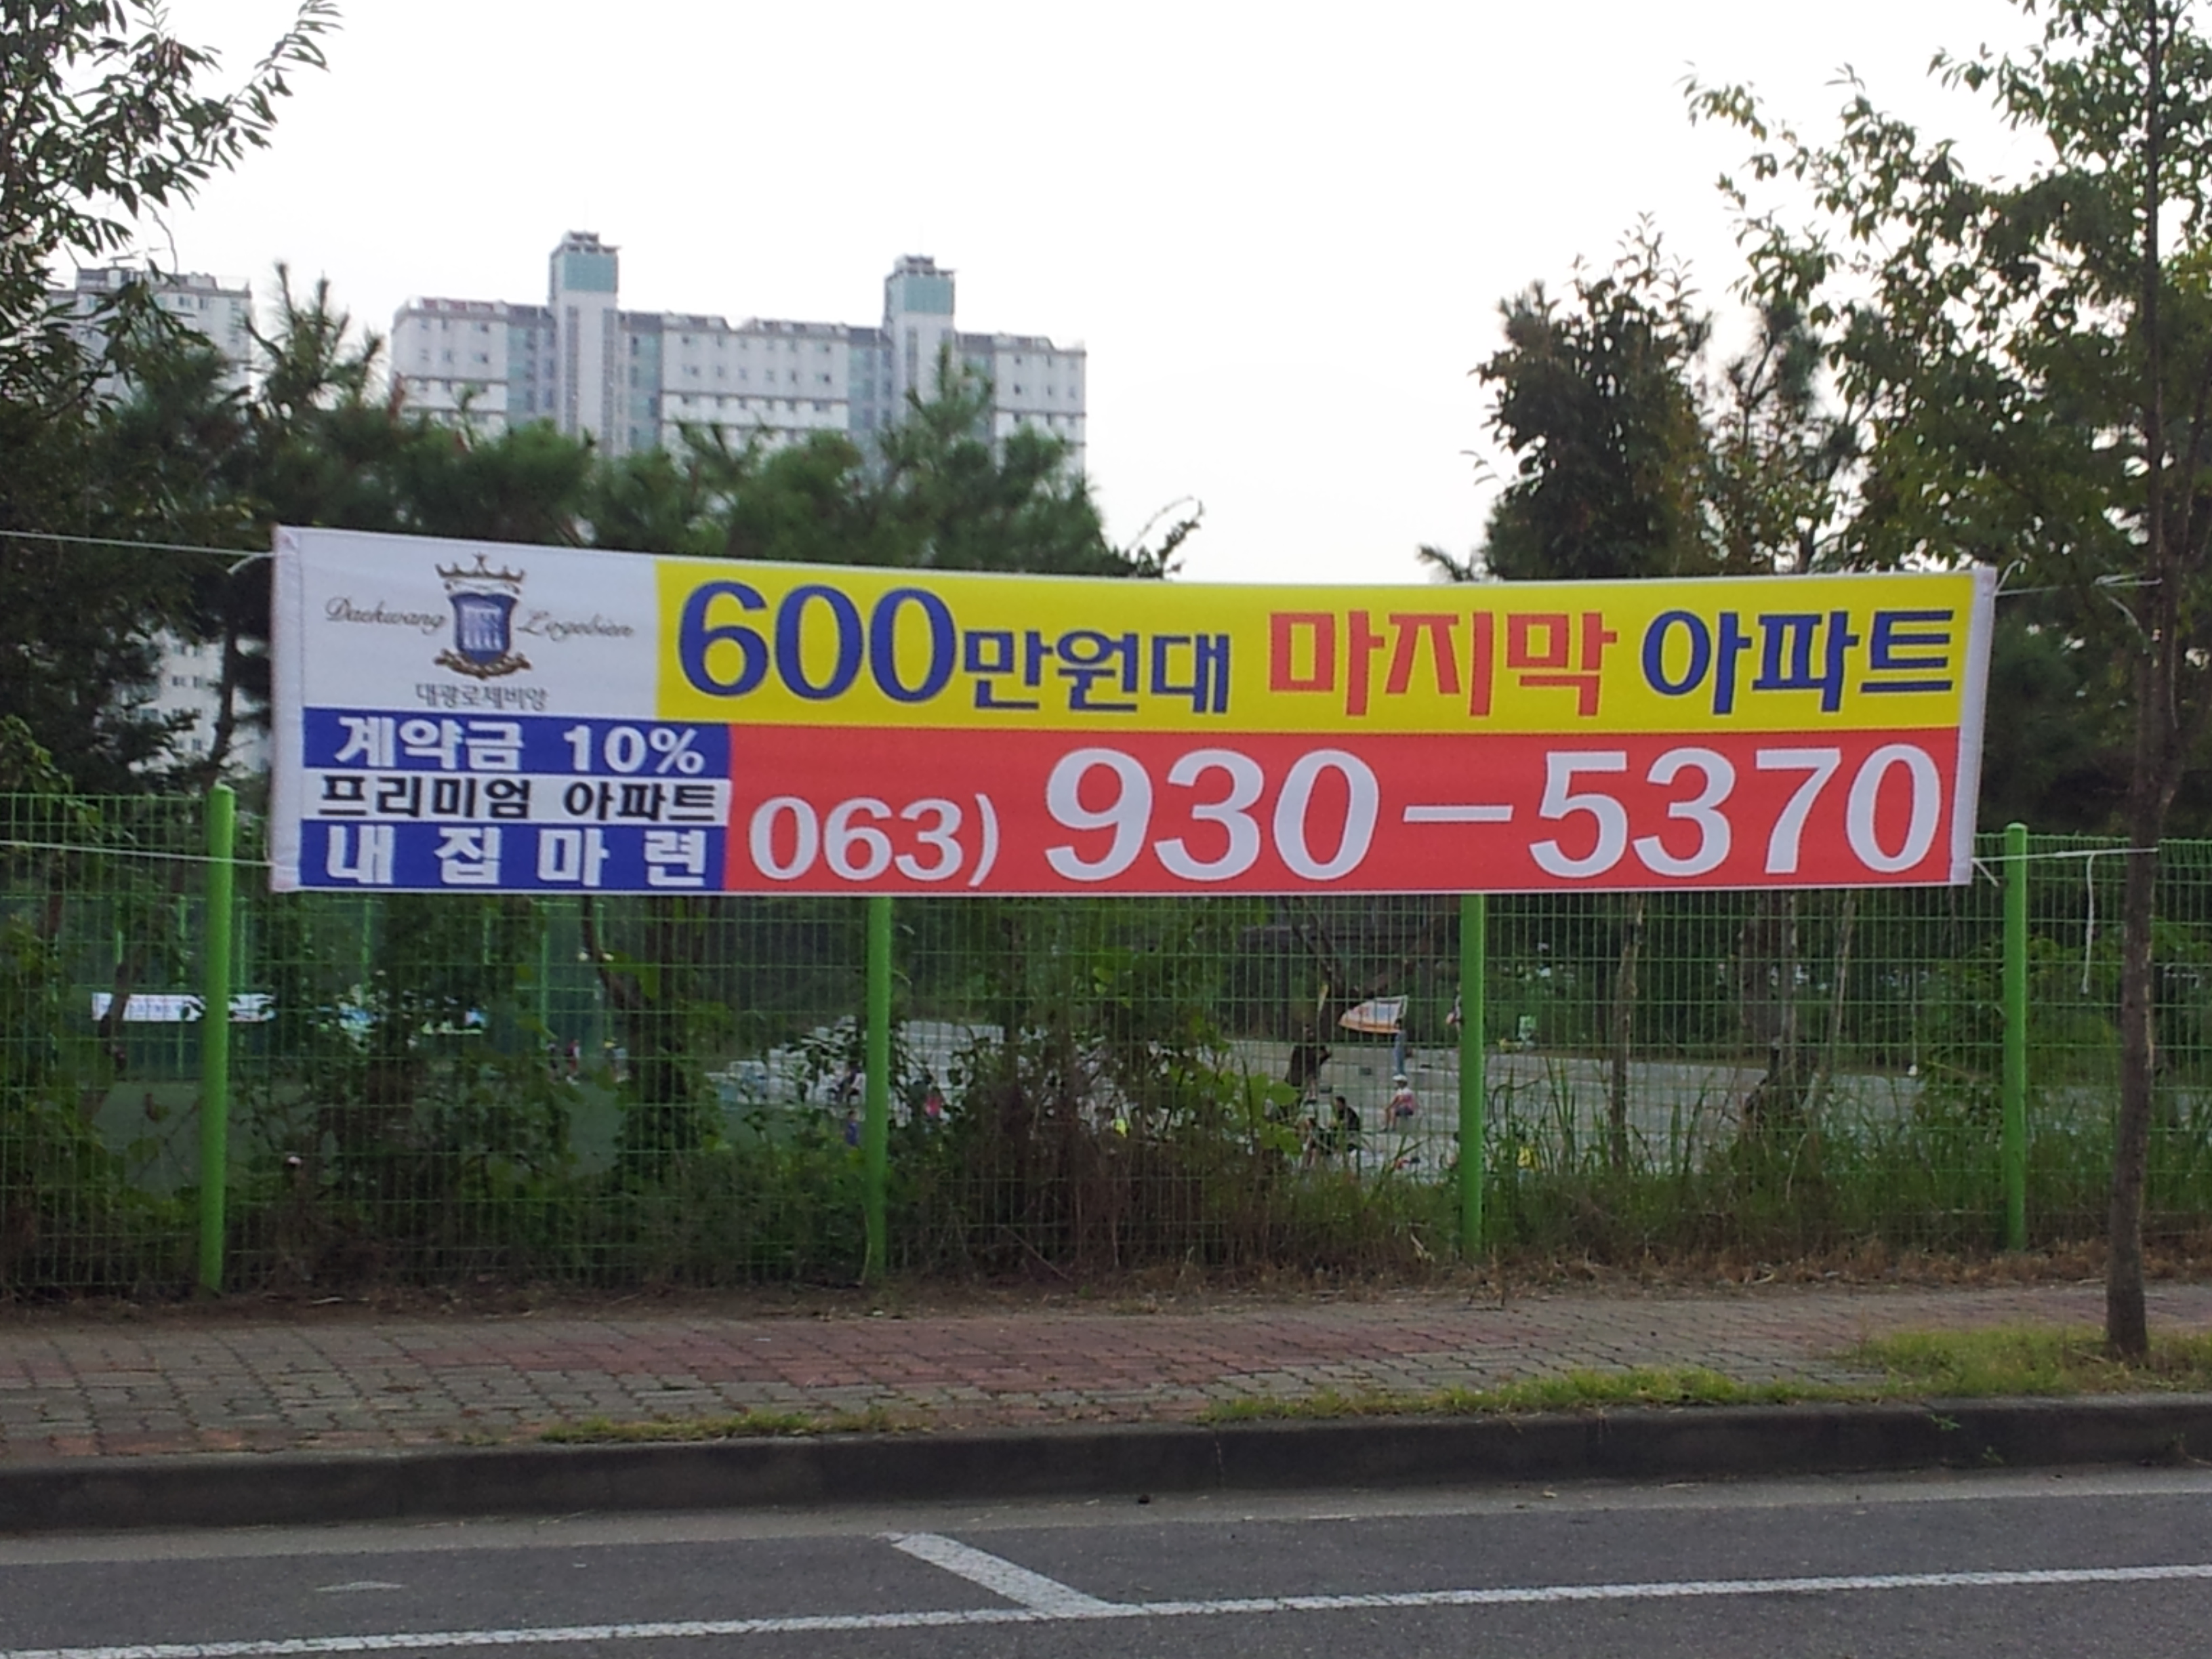 Daekwang Logebien
대광로제비앙
600만원대 마지막 아파트
계약금 10%
프리미엄 아파트
내 집 마 련
063) 930-5370